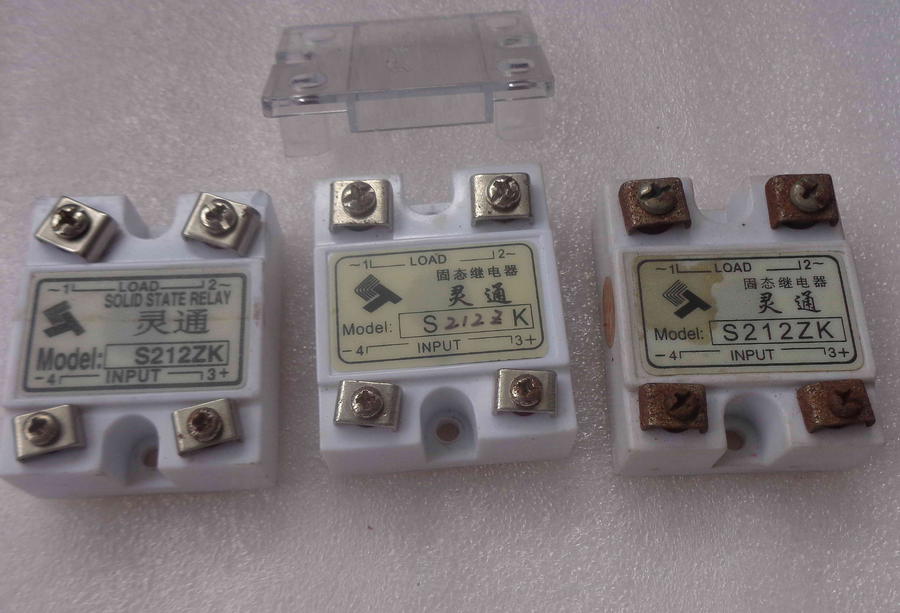 ~1 LOAD 2~
SOLID STATE RELAY
灵通
Model: S212ZK
-4 INPUT 3+
~1 LOAD 2~
固态继电器
灵通
Model: S 212Z K
-4 INPUT 3+
~1 LOAD 2~
固态继电器
灵通
Model: S212ZK
-4 INPUT 3+